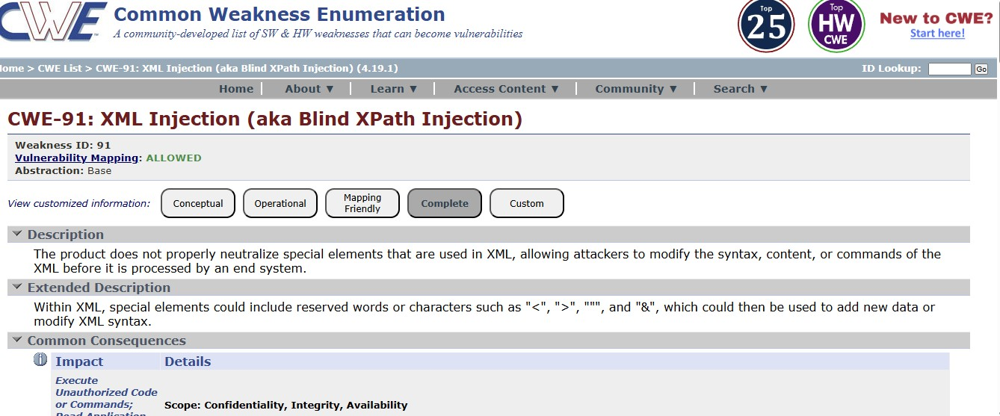 CWE™
Common Weakness Enumeration
A community-developed list of SW & HW weaknesses that can become vulnerabilities
Top
25
Top
HW
CWE
New to CWE?
Start here!
ome > CWE List > CWE-91: XML Injection (aka Blind XPath Injection) (4.19.1)
ID Lookup:
Go
Home
About ▼
Learn ▼
Access Content ▼
Community ▼
Search ▼
CWE-91: XML Injection (aka Blind XPath Injection)
Weakness ID: 91
Vulnerability Mapping: ALLOWED
Abstraction: Base
View customized information:
Conceptual
Operational
Mapping
Friendly
Complete
Custom
Description
The product does not properly neutralize special elements that are used in XML, allowing attackers to modify the syntax, content, or commands of the
XML before it is processed by an end system.
Extended Description
Within XML, special elements could include reserved words or characters such as "<", ">", """, and "&", which could then be used to add new data or
modify XML syntax.
Common Consequences
Impact
Details
Execute
Unauthorized Code
or Commands;
Read Application
Scope: Confidentiality, Integrity, Availability